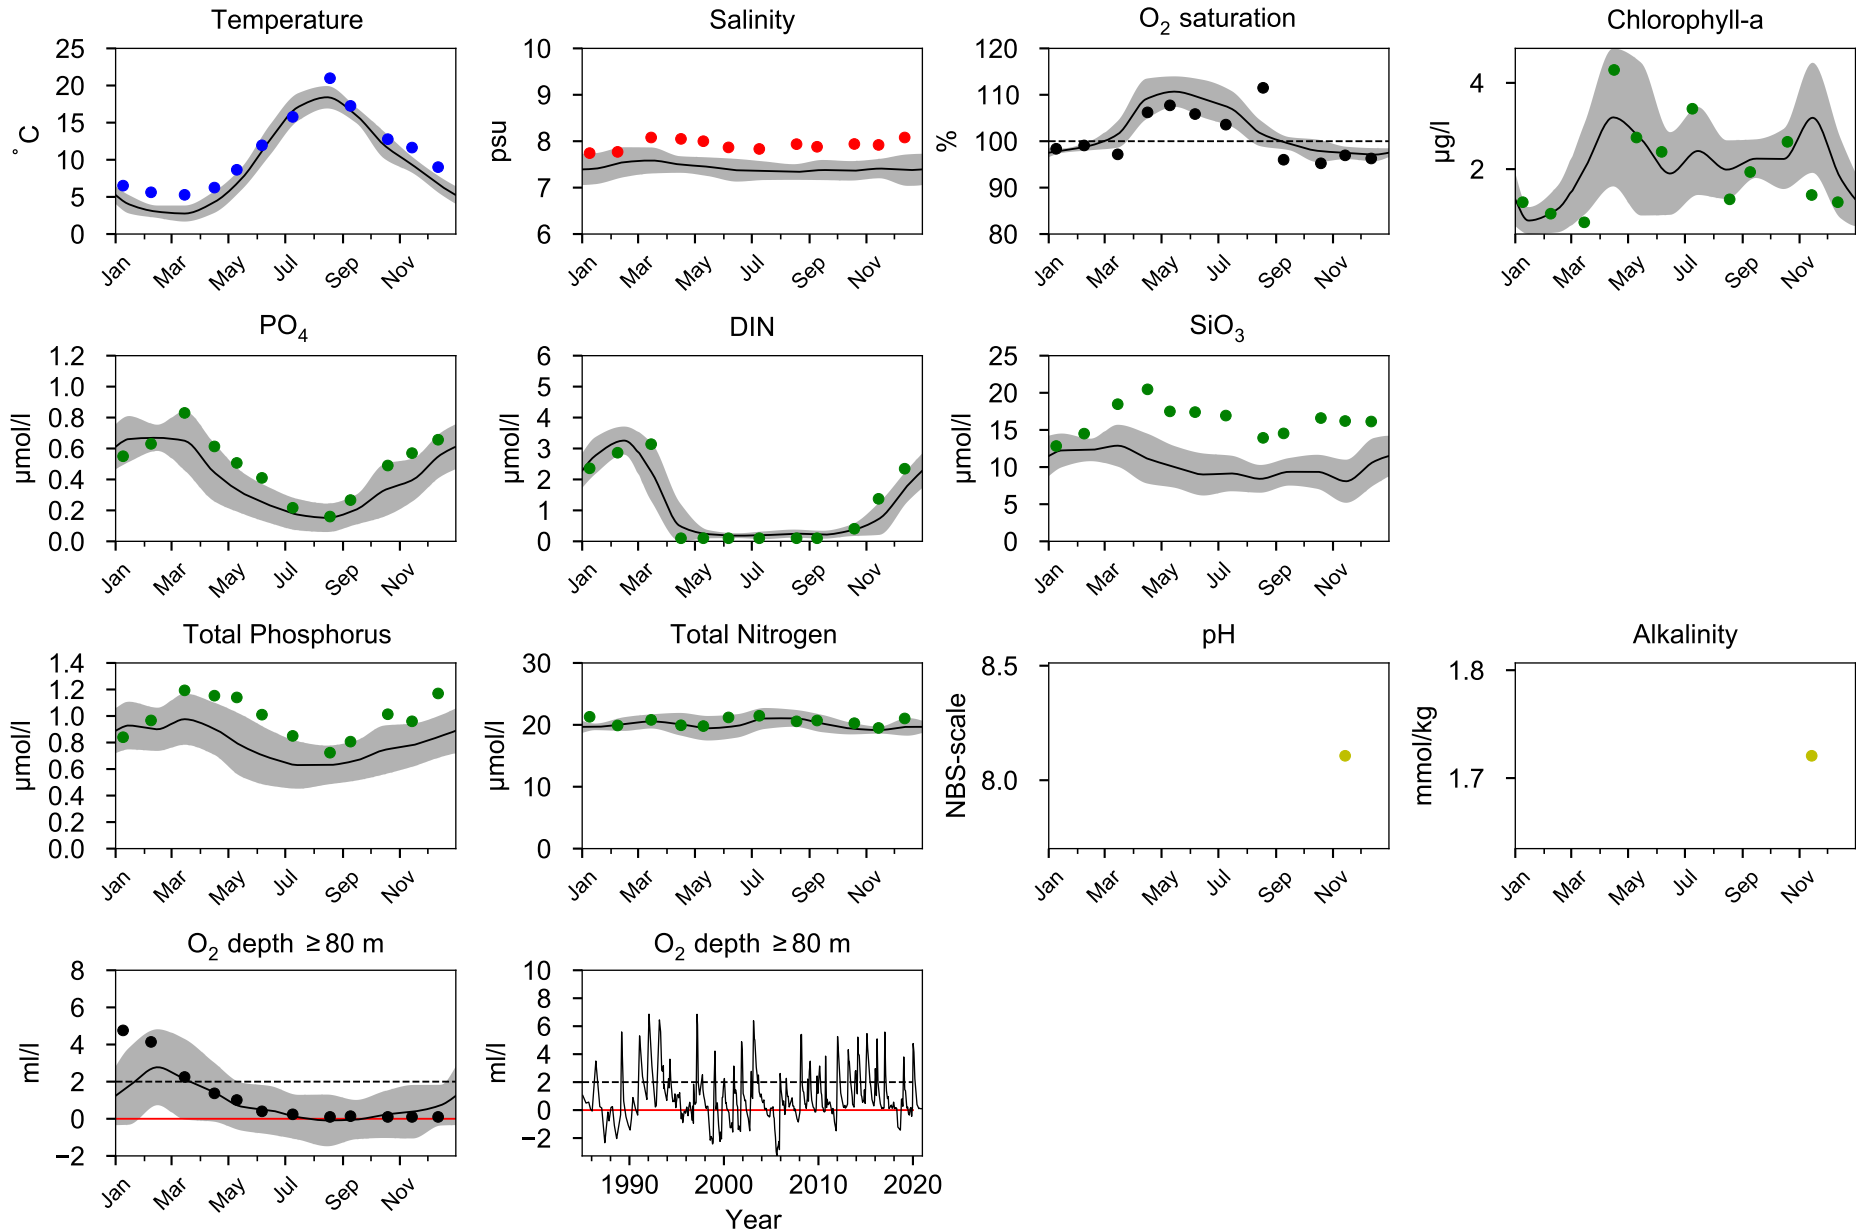 Temperature
Salinity
O2 saturation
Chlorophyll-a
25
20
15
10
5
0
°C
Jan
Mar
May
Jul
Sep
Nov
10
9
8
7
6
psu
Jan
Mar
May
Jul
Sep
Nov
120
110
100
90
80
%
Jan
Mar
May
Jul
Sep
Nov
4
2
µg/l
Jan
Mar
May
Jul
Sep
Nov
PO4
DIN
SiO3
1.2
1.0
0.8
0.6
0.4
0.2
0.0
µmol/l
Jan
Mar
May
Jul
Sep
Nov
6
5
4
3
2
1
0
µmol/l
Jan
Mar
May
Jul
Sep
Nov
25
20
15
10
5
0
µmol/l
Jan
Mar
May
Jul
Sep
Nov
Total Phosphorus
Total Nitrogen
pH
Alkalinity
1.4
1.2
1.0
0.8
0.6
0.4
0.2
0.0
µmol/l
Jan
Mar
May
Jul
Sep
Nov
30
20
10
0
µmol/l
Jan
Mar
May
Jul
Sep
Nov
8.5
8.0
NBS-scale
Jan
Mar
May
Jul
Sep
Nov
1.8
1.7
mmol/kg
Jan
Mar
May
Jul
Sep
Nov
O2 depth ≥80 m
O2 depth ≥80 m
8
6
4
2
0
−2
ml/l
Jan
Mar
May
Jul
Sep
Nov
10
8
6
4
2
0
−2
ml/l
1990
2000
2010
2020
Year